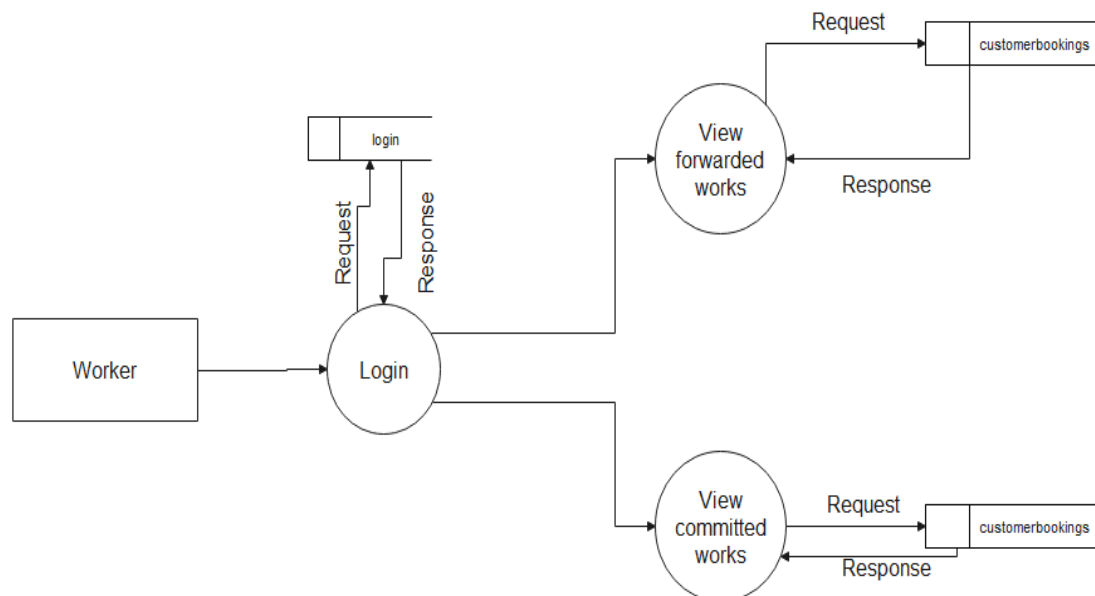 Request
customerbookings
login
View
forwarded
works
Response
Request
Response
Worker
Login
View
committed
works
Request
customerbookings
Response